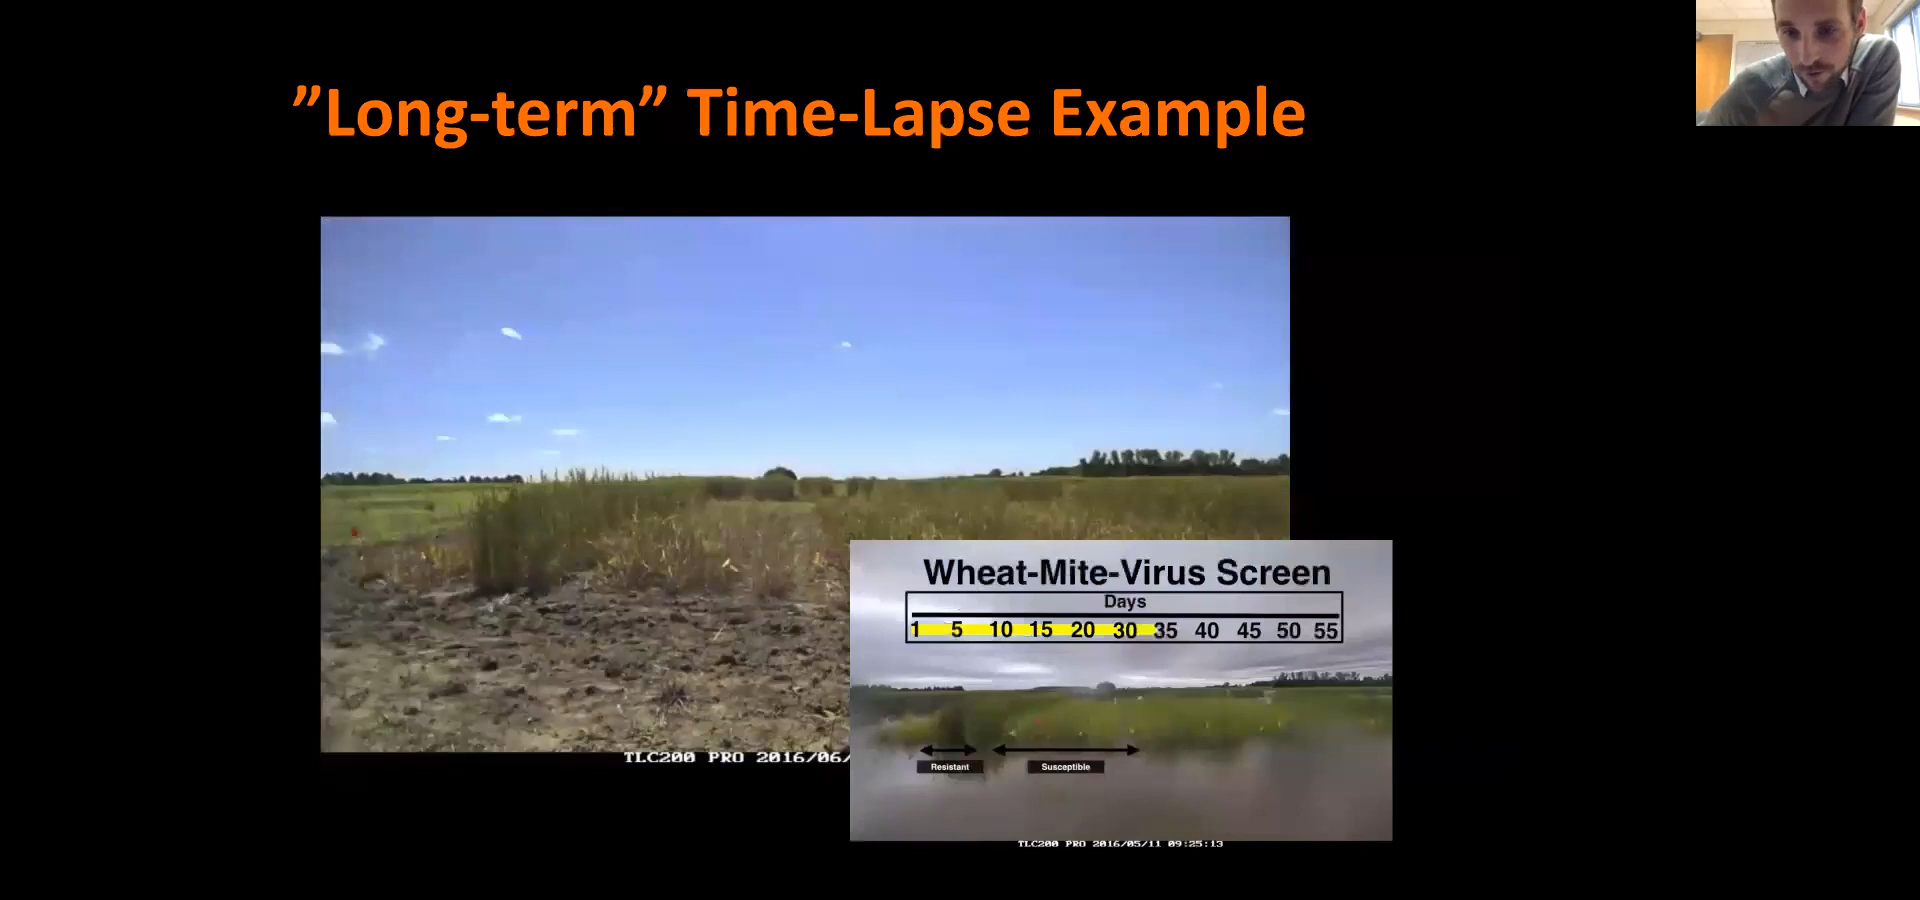 ”Long-term” Time-Lapse Example
Wheat-Mite-Virus Screen
Days
1 5 10 15 20 30 35 40 45 50 55
Resistant Susceptible
TLC200 PRO 2016/06/
TLC200 PRO 2016/05/11 09:25:13